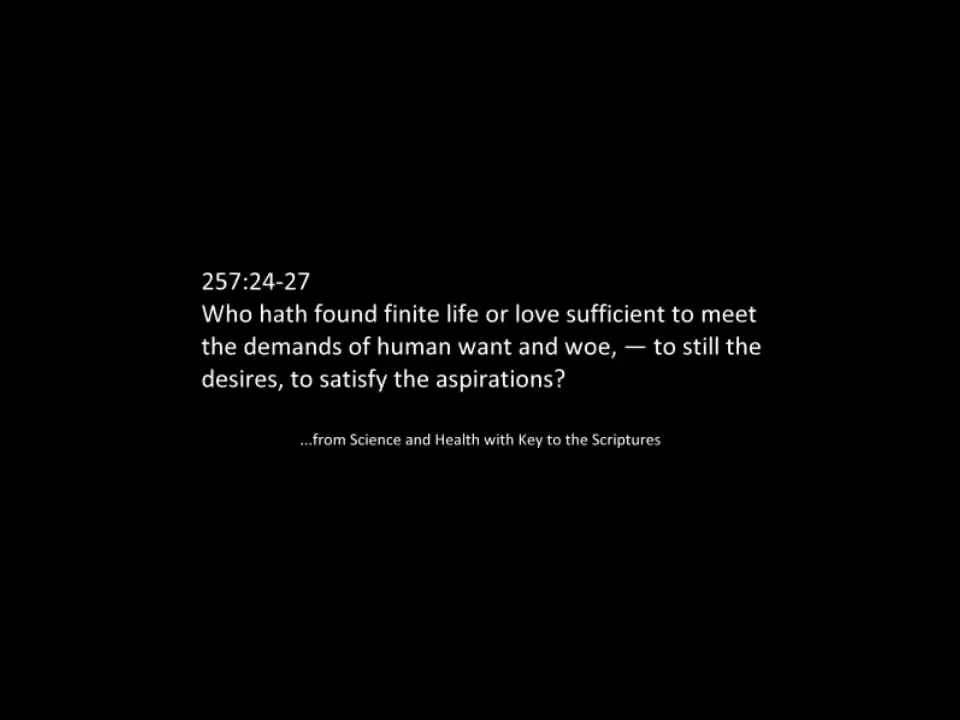 257:24-27
Who hath found finite life or love sufficient to meet
the demands of human want and woe, — to still the
desires, to satisfy the aspirations?
...from Science and Health with Key to the Scriptures